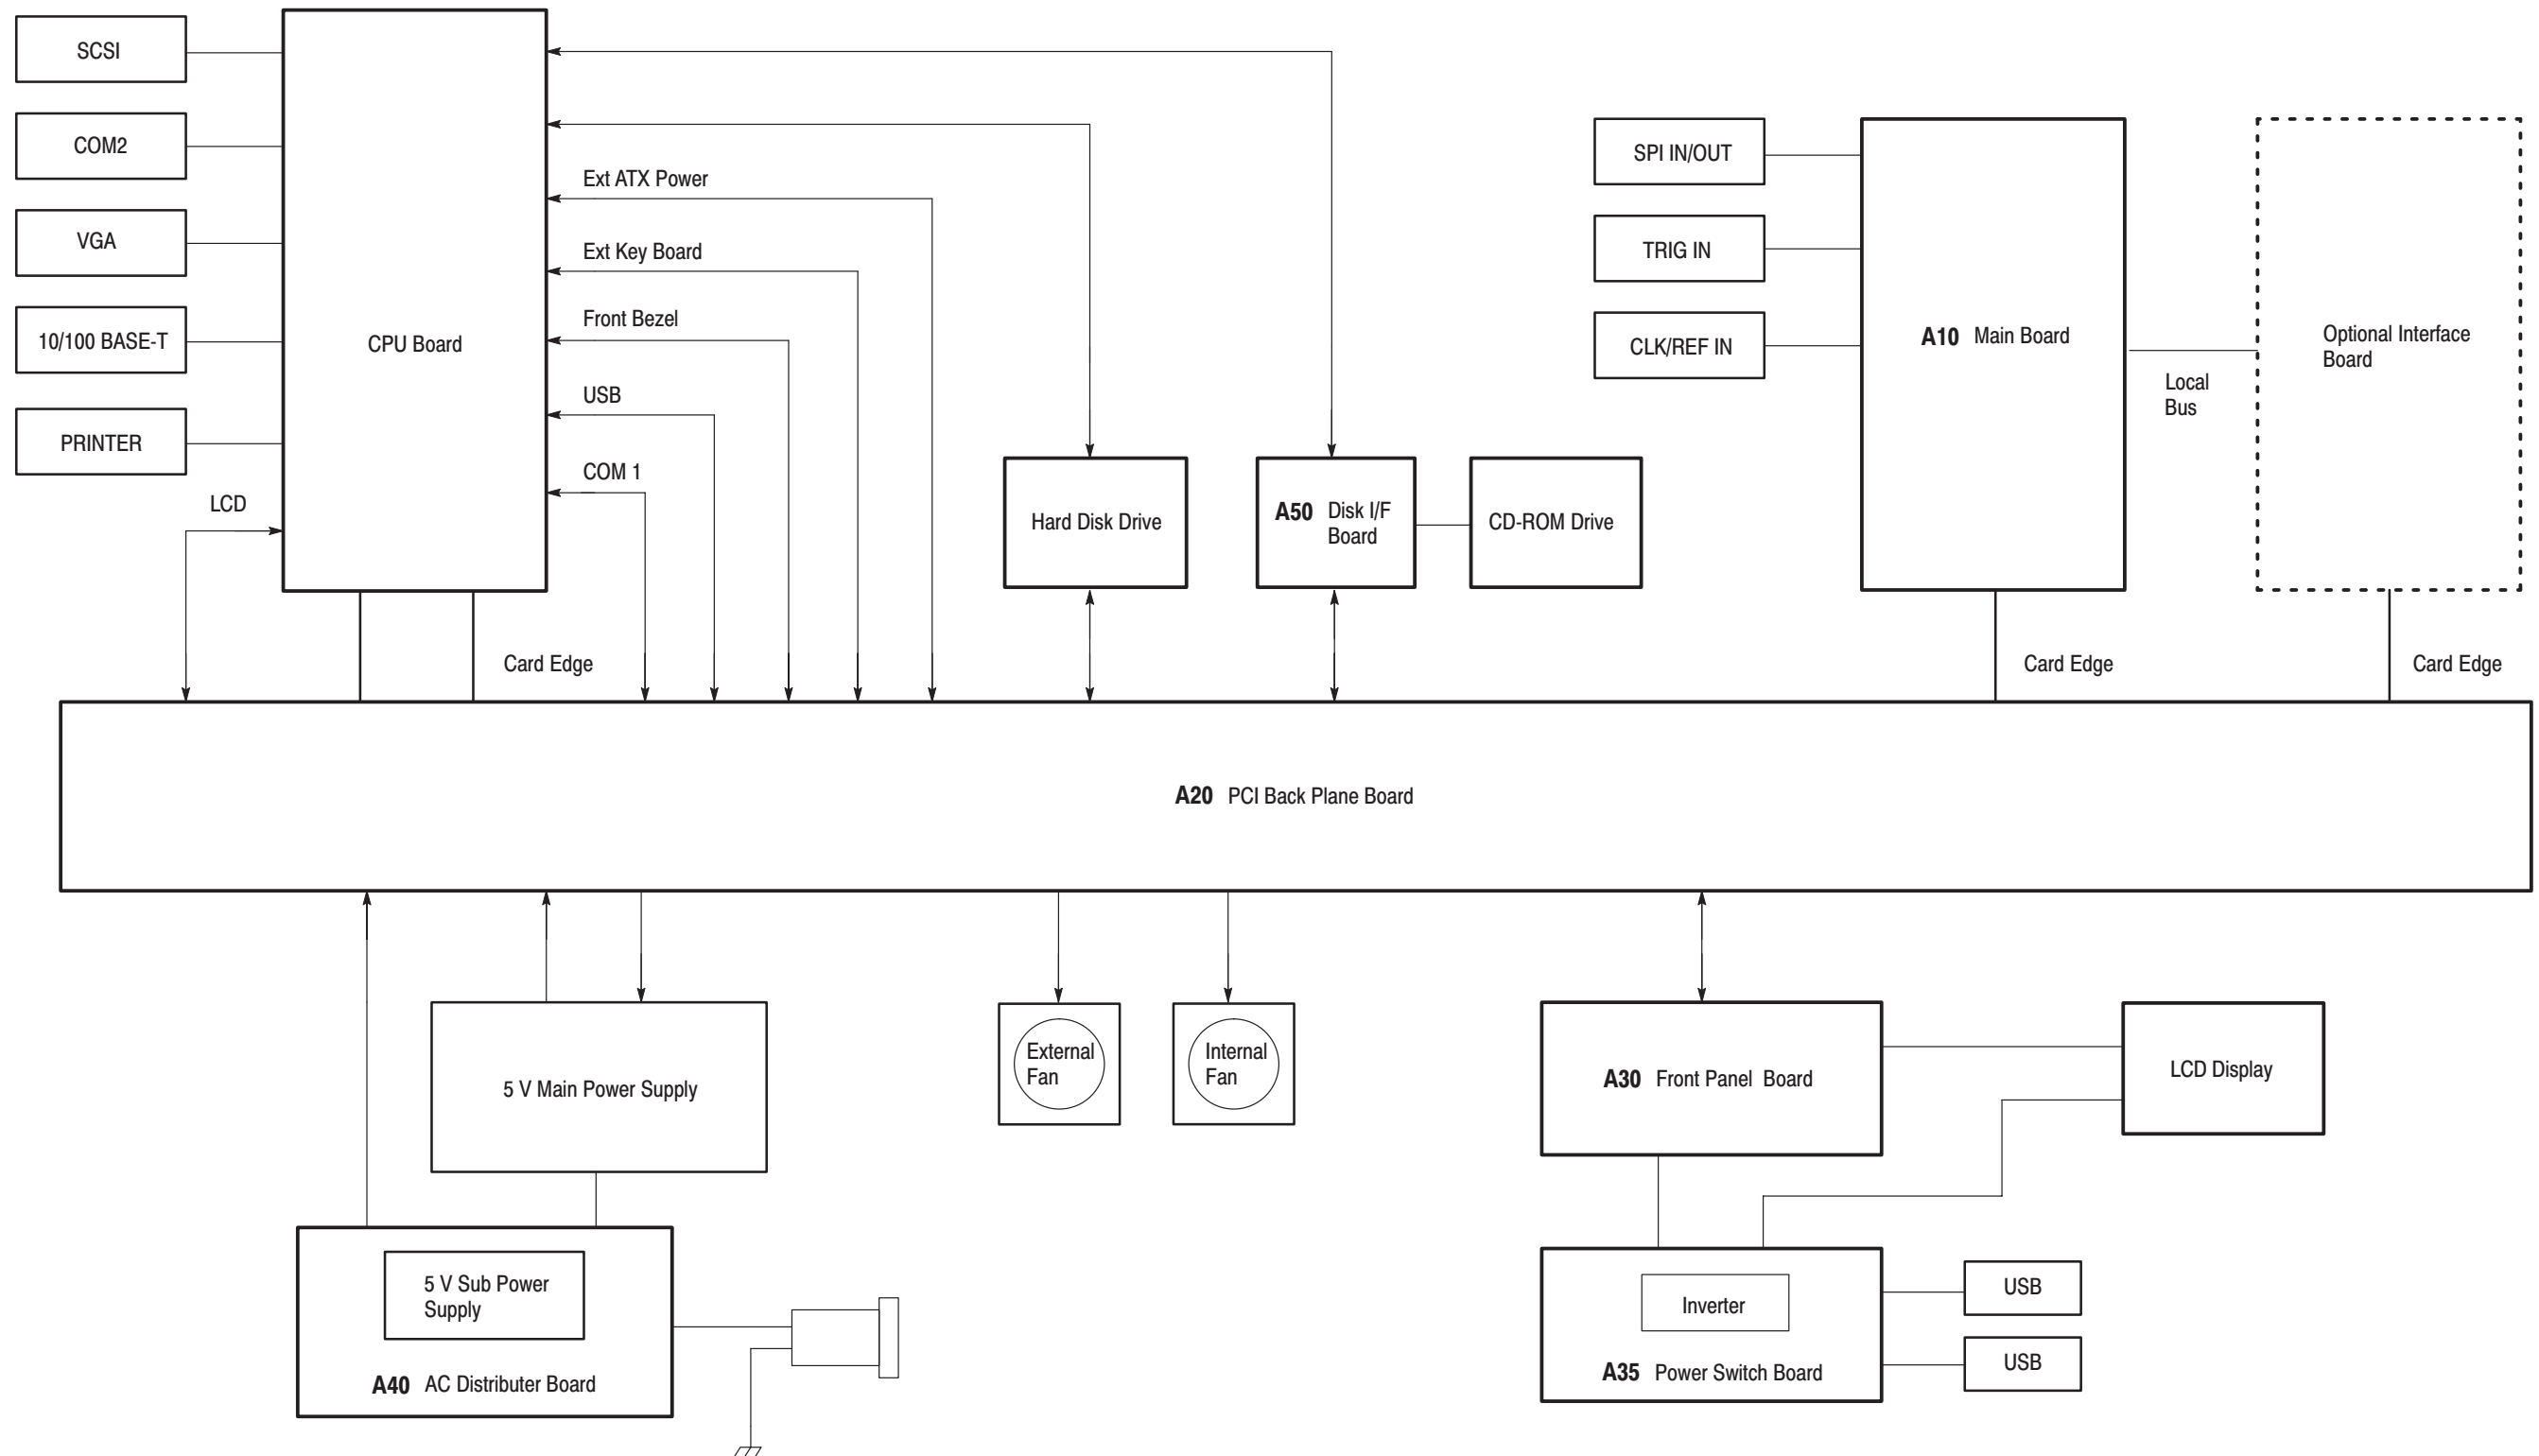 SCSI
COM2
VGA
10/100 BASE-T
PRINTER
LCD
CPU Board
Ext ATX Power
Ext Key Board
Front Bezel
USB
COM 1
Card Edge
Hard Disk Drive
A50 Disk I/F
Board
CD-ROM Drive
SPI IN/OUT
TRIG IN
CLK/REF IN
A10 Main Board
Local
Bus
Optional Interface
Board
Card Edge
Card Edge
A20 PCI Back Plane Board
5 V Main Power Supply
External
Fan
Internal
Fan
A30 Front Panel Board
LCD Display
5 V Sub Power
Supply
A40 AC Distributer Board
Inverter
A35 Power Switch Board
USB
USB